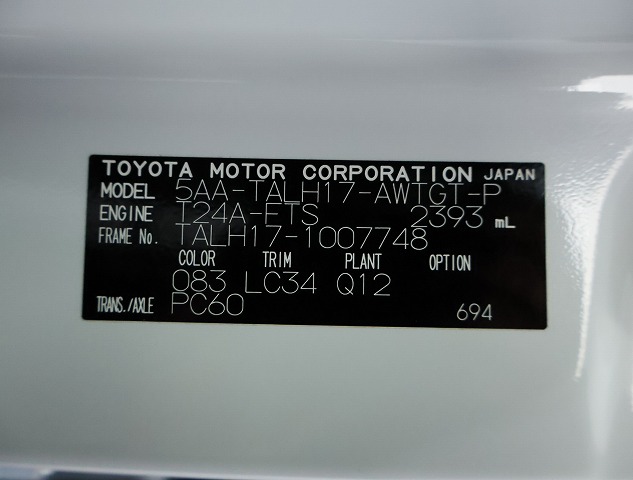 TOYOTA MOTOR CORPORATION JAPAN
MODEL 5AA-TALH17-AWTGT-P
ENGINE T24A-FTS 2393 mL
FRAME No. TALH17-1007748
COLOR TRIM PLANT OPTION
083 LC34 Q12
TRANS./AXLE PC60 694